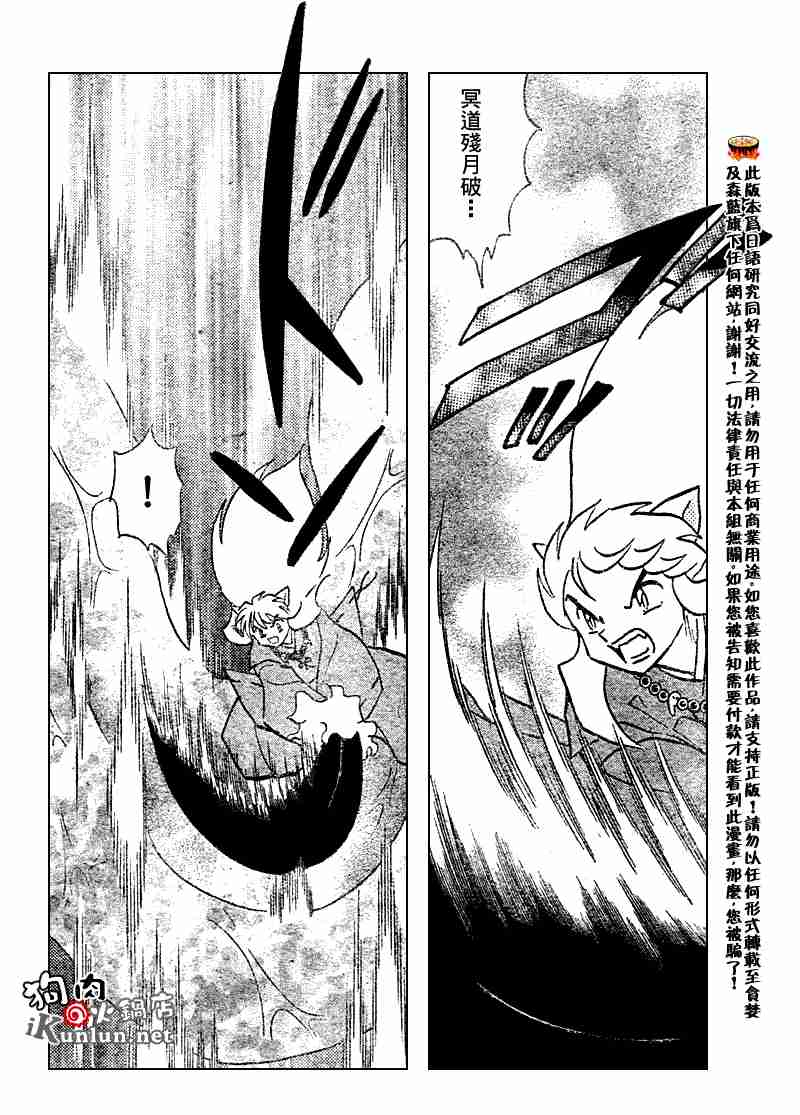 此版本爲日語研究同好交流之用,請勿用于任何商業用途。如您喜歡此作品,請支持正版!請勿以任何形式轉載至貪婪
及森藍旗下任何網站,謝謝!一切法律責任與本組無關。如果您被告知需要付款才能看到此漫畫,那麼,您被騙了!
冥道殘月破…
!
狗肉火鍋店
iKunlun.net